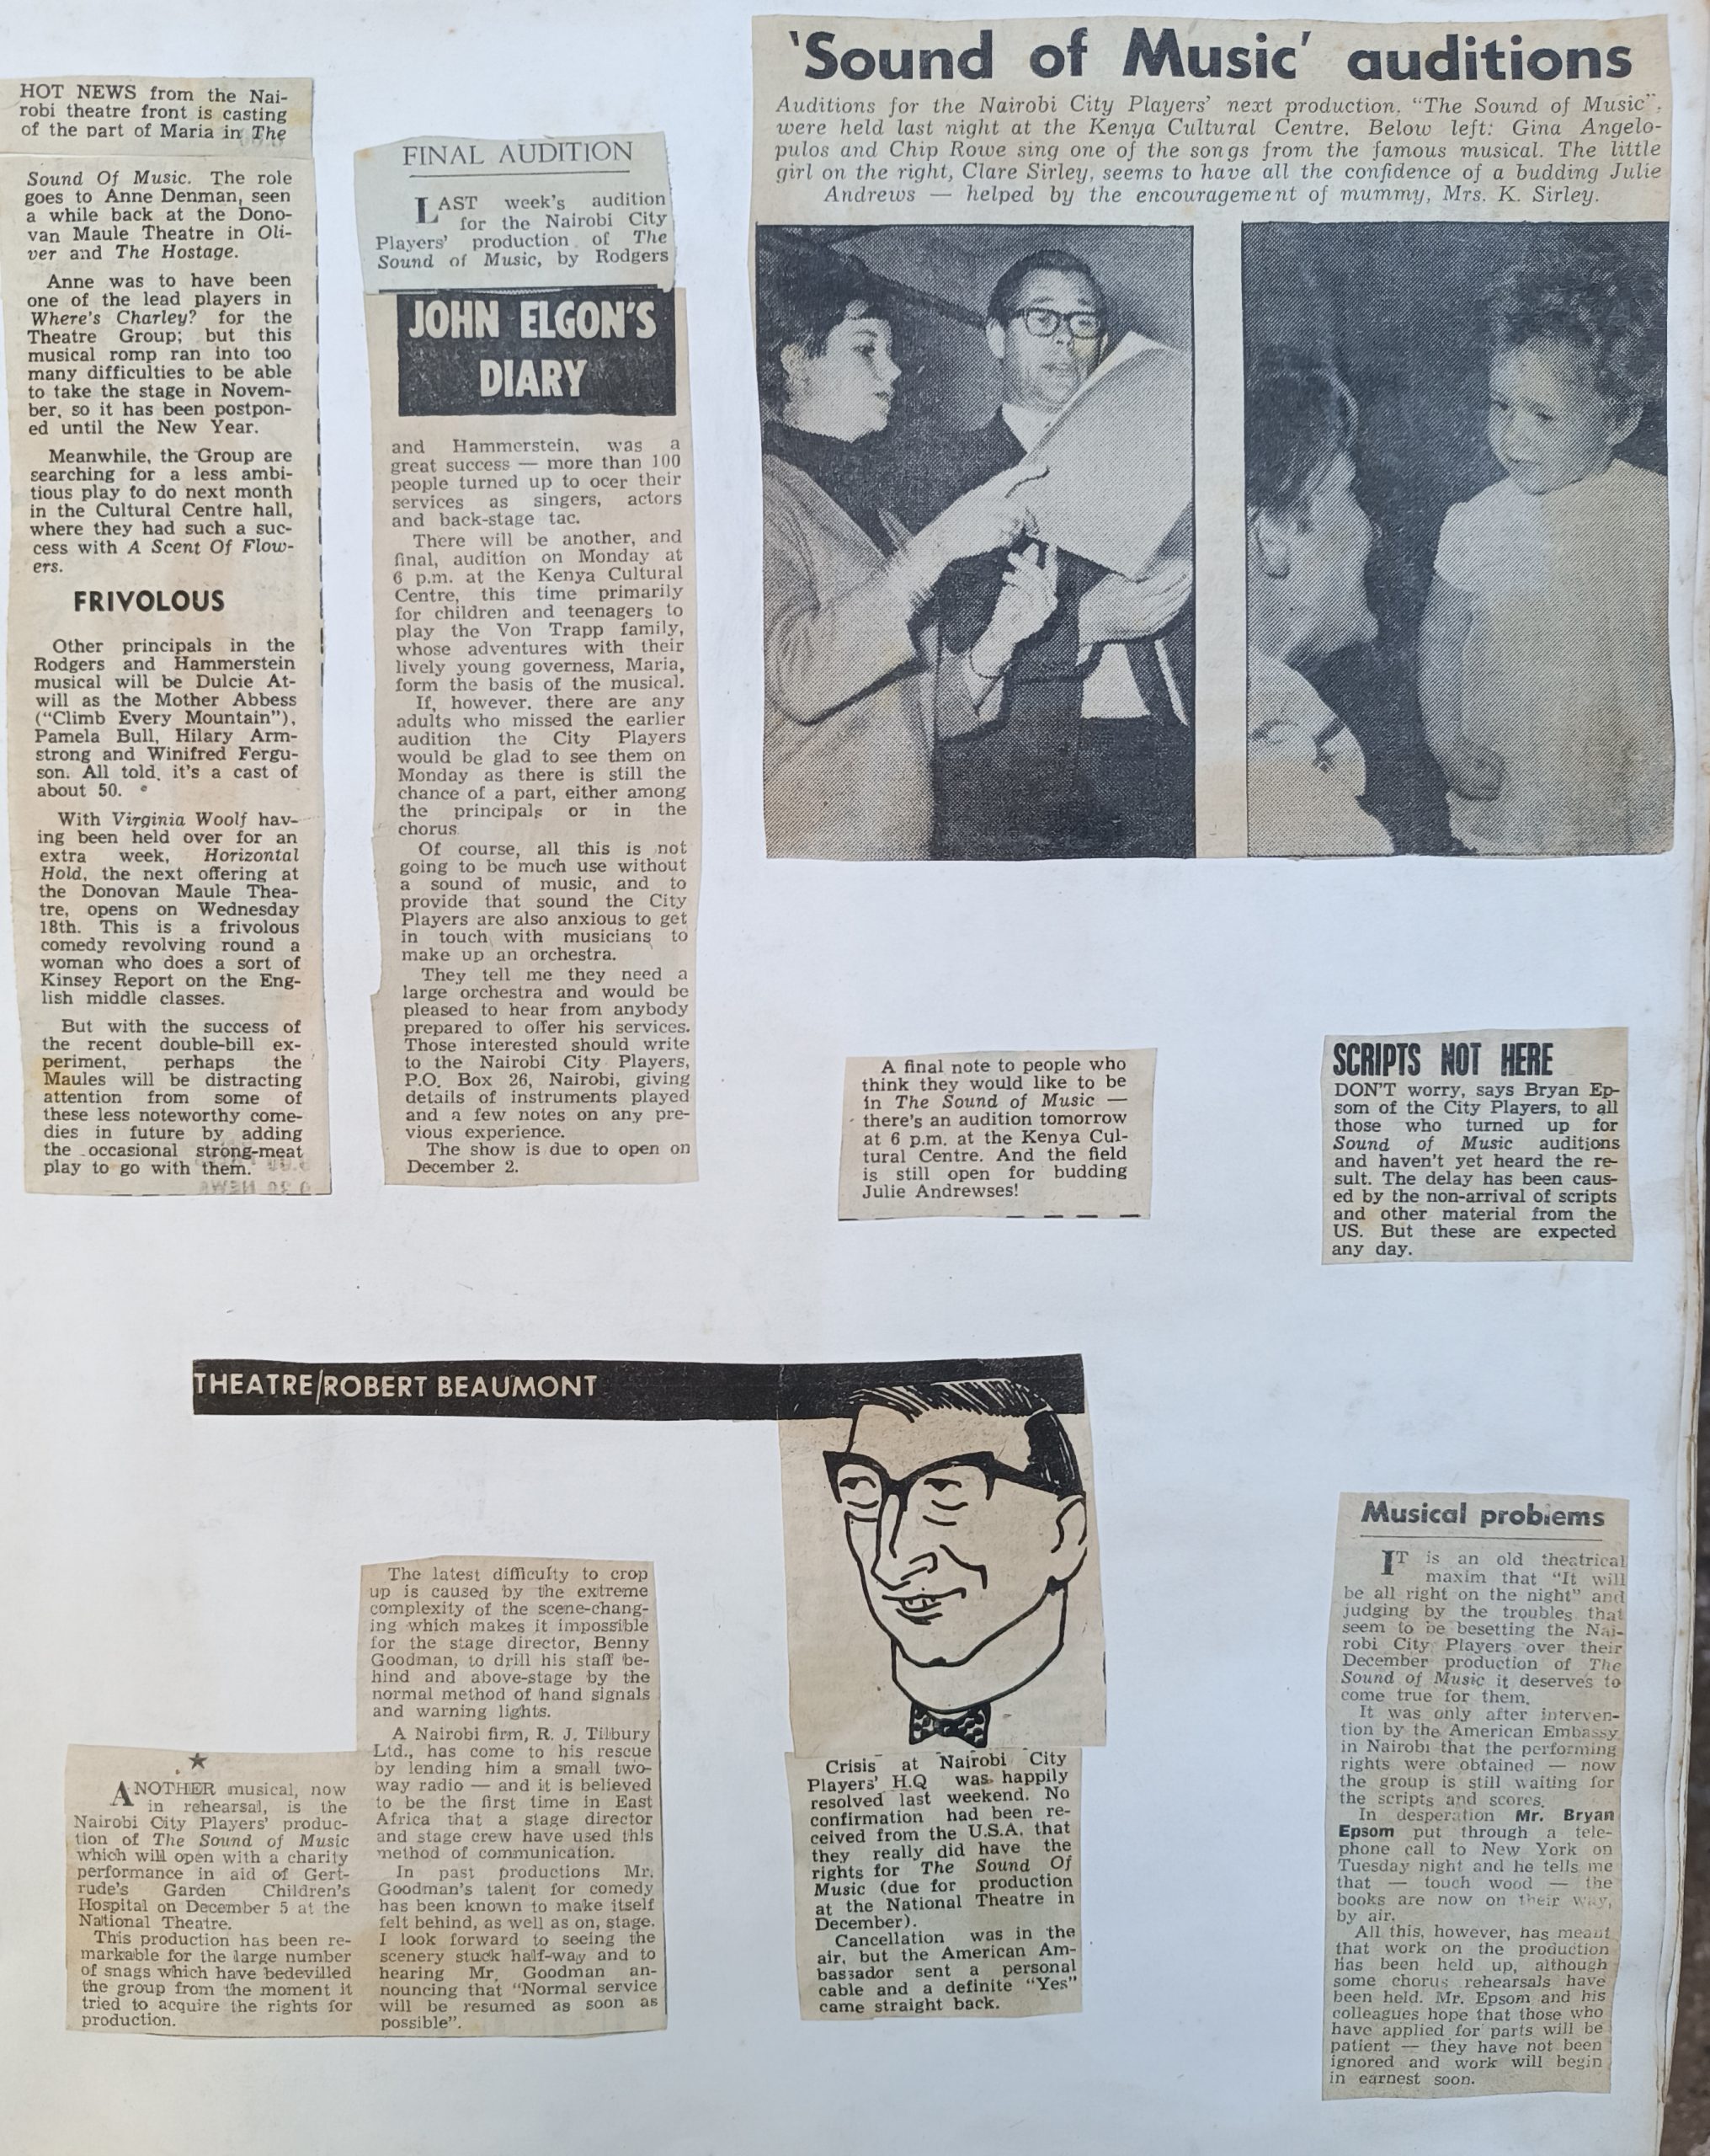 HOT NEWS from the Nai-
robi theatre front is casting
of the part of Maria in The
Sound Of Music. The role
goes to Anne Denman, seen
a while back at the Dono-
van Maule Theatre in Oli-
ver and The Hostage.
Anne was to have been
one of the lead players in
Where's Charley? for the
Theatre Group; but this
musical romp ran into too
many difficulties to be able
to take the stage in Novem-
ber, so it has been postpon-
ed until the New Year.
Meanwhile, the Group are
searching for a less ambi-
tious play to do next month
in the Cultural Centre hall,
where they had such a suc-
cess with A Scent Of Flow-
ers.
FRIVOLOUS
Other principals in the
Rodgers and Hammerstein
musical will be Dulcie At-
will as the Mother Abbess
("Climb Every Mountain"),
Pamela Bull, Hilary Arm-
strong and Winifred Fergu-
son. All told, it's a cast of
about 50.
With Virginia Woolf hav-
ing been held over for an
extra week, Horizontal
Hold, the next offering at
the Donovan Maule Thea-
tre, opens on Wednesday
18th. This is a frivolous
comedy revolving round a
woman who does a sort of
Kinsey Report on the Eng-
lish middle classes.
But with the success of
the recent double-bill ex-
periment, perhaps the
Maules will be distracting
attention from some of
these less noteworthy come-
dies in future by adding
the occasional strong-meat
play to go with them.
FINAL AUDITION
LAST week's audition
for the Nairobi City
Players' production of The
Sound of Music, by Rodgers
JOHN ELGON'S
DIARY
and Hammerstein, was a
great success — more than 100
people turned up to ocer their
services as singers, actors
and back-stage tac.
There will be another, and
final, audition on Monday at
6 p.m. at the Kenya Cultural
Centre, this time primarily
for children and teenagers to
play the Von Trapp family,
whose adventures with their
lively young governess, Maria,
form the basis of the musical.
If, however, there are any
adults who missed the earlier
audition the City Players
would be glad to see them on
Monday as there is still the
chance of a part, either among
the principals or in the
chorus
Of course, all this is not
going to be much use without
a sound of music, and to
provide that sound the City
Players are also anxious to get
in touch with musicians to
make up an orchestra.
They tell me they need a
large orchestra and would be
pleased to hear from anybody
prepared to offer his services.
Those interested should write
to the Nairobi City Players,
P.O. Box 26, Nairobi, giving
details of instruments played
and a few notes on any pre-
vious experience.
The show is due to open on
December 2.
'Sound of Music' auditions
Auditions for the Nairobi City Players' next production, "The Sound of Music",
were held last night at the Kenya Cultural Centre. Below left: Gina Angelo-
pulos and Chip Rowe sing one of the songs from the famous musical. The little
girl on the right, Clare Sirley, seems to have all the confidence of a budding Julie
Andrews — helped by the encouragement of mummy, Mrs. K. Sirley.
A final note to people who
think they would like to be
in The Sound of Music —
there's an audition tomorrow
at 6 p.m. at the Kenya Cul-
tural Centre. And the field
is still open for budding
Julie Andrewses!
SCRIPTS NOT HERE
DON'T worry, says Bryan Ep-
som of the City Players, to all
those who turned up for
Sound of Music auditions
and haven't yet heard the re-
sult. The delay has been caus-
ed by the non-arrival of scripts
and other material from the
US. But these are expected
any day.
THEATRE/ROBERT BEAUMONT
ANOTHER musical, now
in rehearsal, is the
Nairobi City Players' produc-
tion of The Sound of Music
which will open with a charity
performance in aid of Gert-
rude's Garden Children's
Hospital on December 5 at the
National Theatre.
This production has been re-
markable for the large number
of snags which have bedevilled
the group from the moment it
tried to acquire the rights for
production.
The latest difficulty to crop
up is caused by the extreme
complexity of the scene-chang-
ing which makes it impossible
for the stage director, Benny
Goodman, to drill his staff be-
hind and above-stage by the
normal method of hand signals
and warning lights.
A Nairobi firm, R. J. Tilbury
Ltd., has come to his rescue
by lending him a small two-
way radio — and it is believed
to be the first time in East
Africa that a stage director
and stage crew have used this
method of communication.
In past productions Mr.
Goodman's talent for comedy
has been known to make itself
felt behind, as well as on, stage.
I look forward to seeing the
scenery stuck half-way and to
hearing Mr. Goodman an-
nouncing that "Normal service
will be resumed as soon as
possible".
Crisis at Nairobi City
Players' H.Q was happily
resolved last weekend. No
confirmation had been re-
ceived from the U.S.A. that
they really did have the
rights for The Sound Of
Music (due for production
at the National Theatre in
December).
Cancellation was in the
air, but the American Am-
bassador sent a personal
cable and a definite "Yes"
came straight back.
Musical problems
IT is an old theatrical
maxim that "It will
be all right on the night" and
judging by the troubles that
seem to be besetting the Nai-
robi City Players over their
December production of The
Sound of Music it deserves to
come true for them.
It was only after interven-
tion by the American Embassy
in Nairobi that the performing
rights were obtained — now
the group is still waiting for
the scripts and scores.
In desperation Mr. Bryan
Epsom put through a tele-
phone call to New York on
Tuesday night and he tells me
that — touch wood — the
books are now on their way,
by air.
All this, however, has meant
that work on the production
has been held up, although
some chorus rehearsals have
been held. Mr. Epsom and his
colleagues hope that those who
have applied for parts will be
patient — they have not been
ignored and work will begin
in earnest soon.